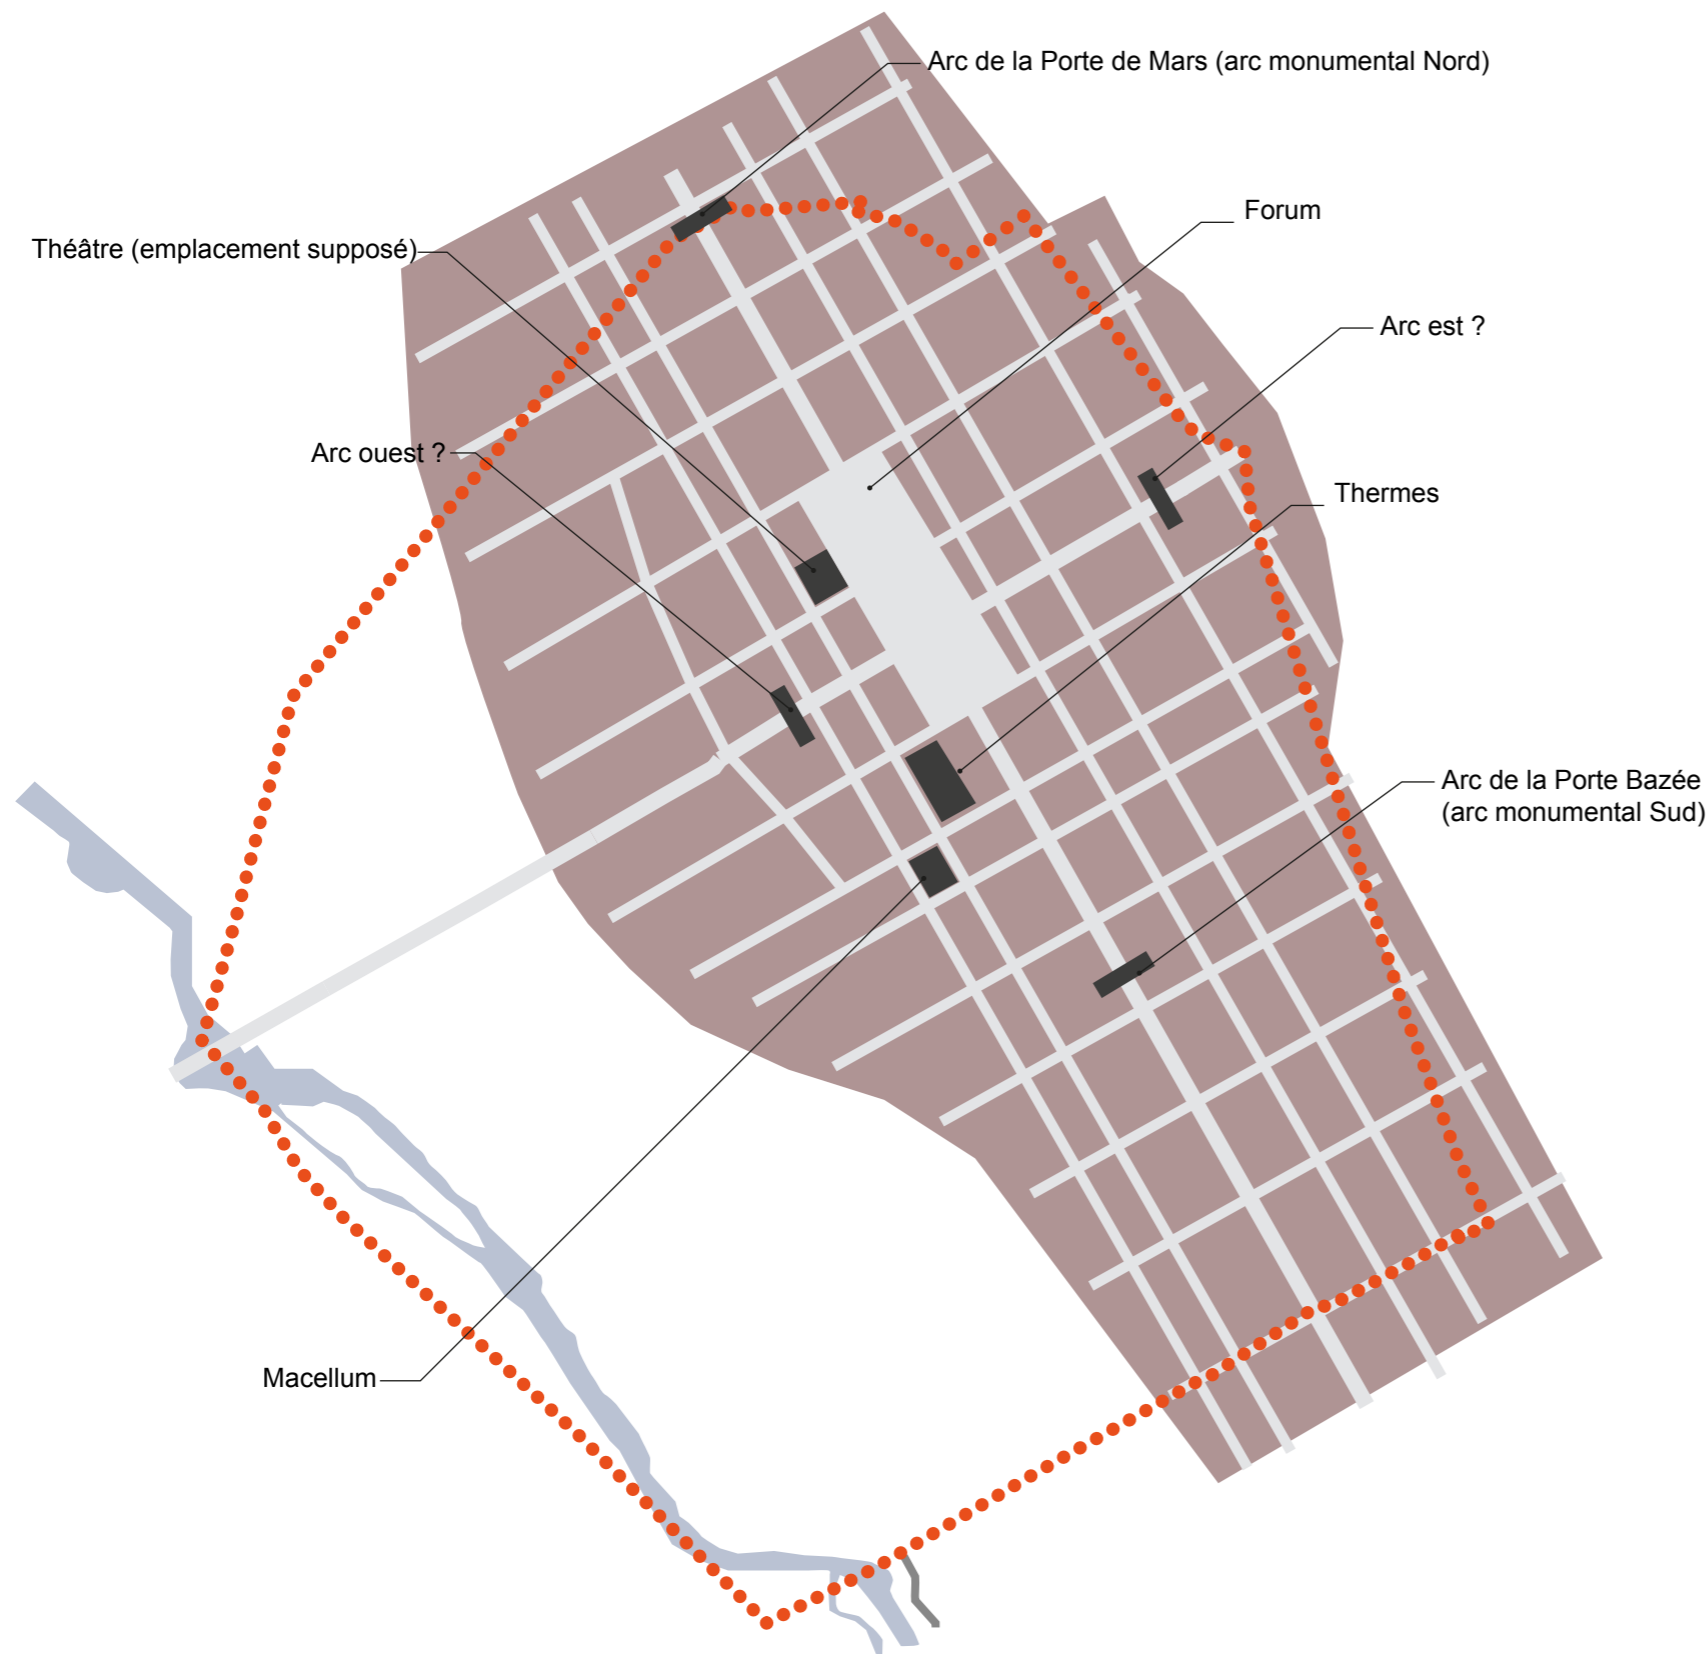 Arc de la Porte de Mars (arc monumental Nord)
Forum
Théâtre (emplacement supposé)
Arc est ?
Arc ouest ?
Thermes
Arc de la Porte Bazée
(arc monumental Sud)
Macellum